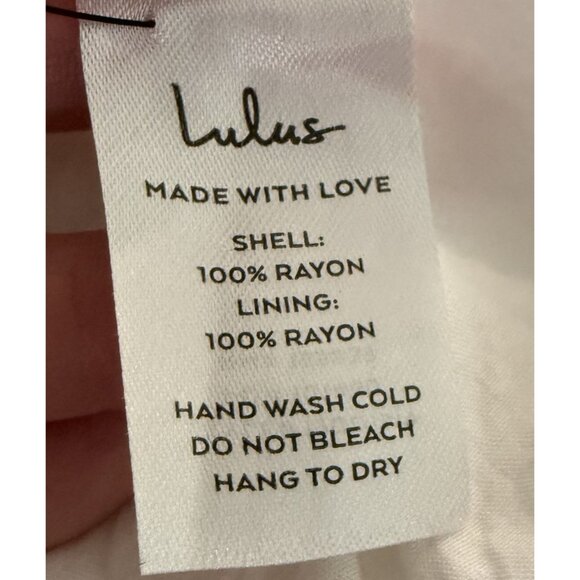 Lulus
MADE WITH LOVE
SHELL:
100% RAYON
LINING:
100% RAYON
HAND WASH COLD
DO NOT BLEACH
HANG TO DRY